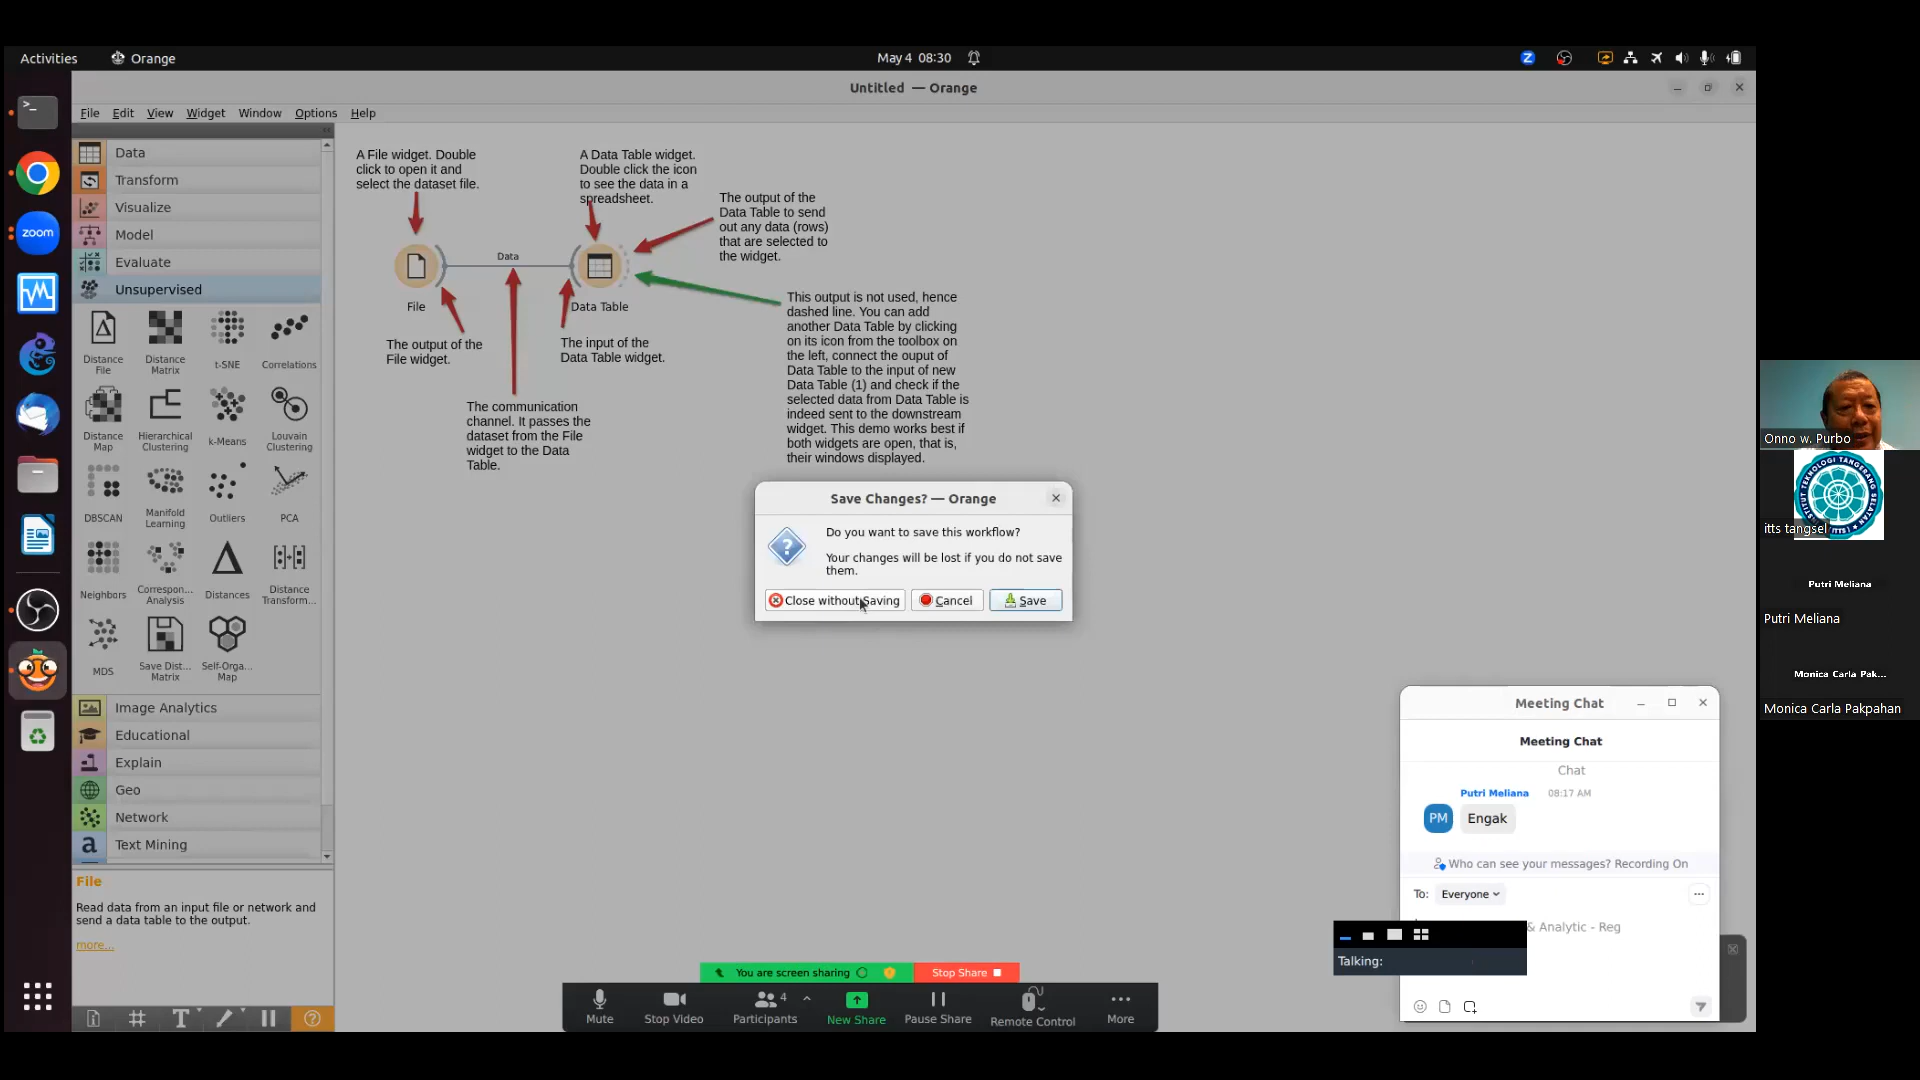 Activities
Orange
May 4 08:30
Untitled — Orange
File Edit View Widget Window Options Help
Data
Transform
Visualize
Model
Evaluate
Unsupervised
Distance
File
Distance
Matrix
t-SNE
Correlations
Distance
Map
Hierarchical
Clustering
k-Means
Louvain
Clustering
DBSCAN
Manifold
Learning
Outliers
PCA
Neighbors
Correspon...
Analysis
Distances
Distance
Transform...
MDS
Save Dist...
Matrix
Self-Orga...
Map
Image Analytics
Educational
Explain
Geo
Network
Text Mining
File
Read data from an input file or network and
send a data table to the output.
more...
A File widget. Double
click to open it and
select the dataset file.
A Data Table widget.
Double click the icon
to see the data in a
spreadsheet.
The output of the
Data Table to send
out any data (rows)
that are selected to
the widget.
Data
File
Data Table
The output of the
File widget.
The input of the
Data Table widget.
The communication
channel. It passes the
dataset from the File
widget to the Data
Table.
This output is not used, hence
dashed line. You can add
another Data Table by clicking
on its icon from the toolbox on
the left, connect the ouput of
Data Table to the input of new
Data Table (1) and check if the
selected data from Data Table is
indeed sent to the downstream
widget. This demo works best if
both widgets are open, that is,
their windows displayed.
Save Changes? — Orange
Do you want to save this workflow?
Your changes will be lost if you do not save
them.
Close without Saving
Cancel
Save
zoom
Meeting Chat
Meeting Chat
Chat
Putri Meliana 08:17 AM
PM
Engak
Who can see your messages? Recording On
To: Everyone
& Analytic - Reg
Talking:
You are screen sharing
Stop Share
Mute
Stop Video
4
Participants
New Share
Pause Share
Remote Control
More
Onno w. Purbo
INSTITUT TEKNOLOGI TANGERANG SELATAN
ITTS
itts tangsel
Putri Meliana
Putri Meliana
Monica Carla Pak...
Monica Carla Pakpahan